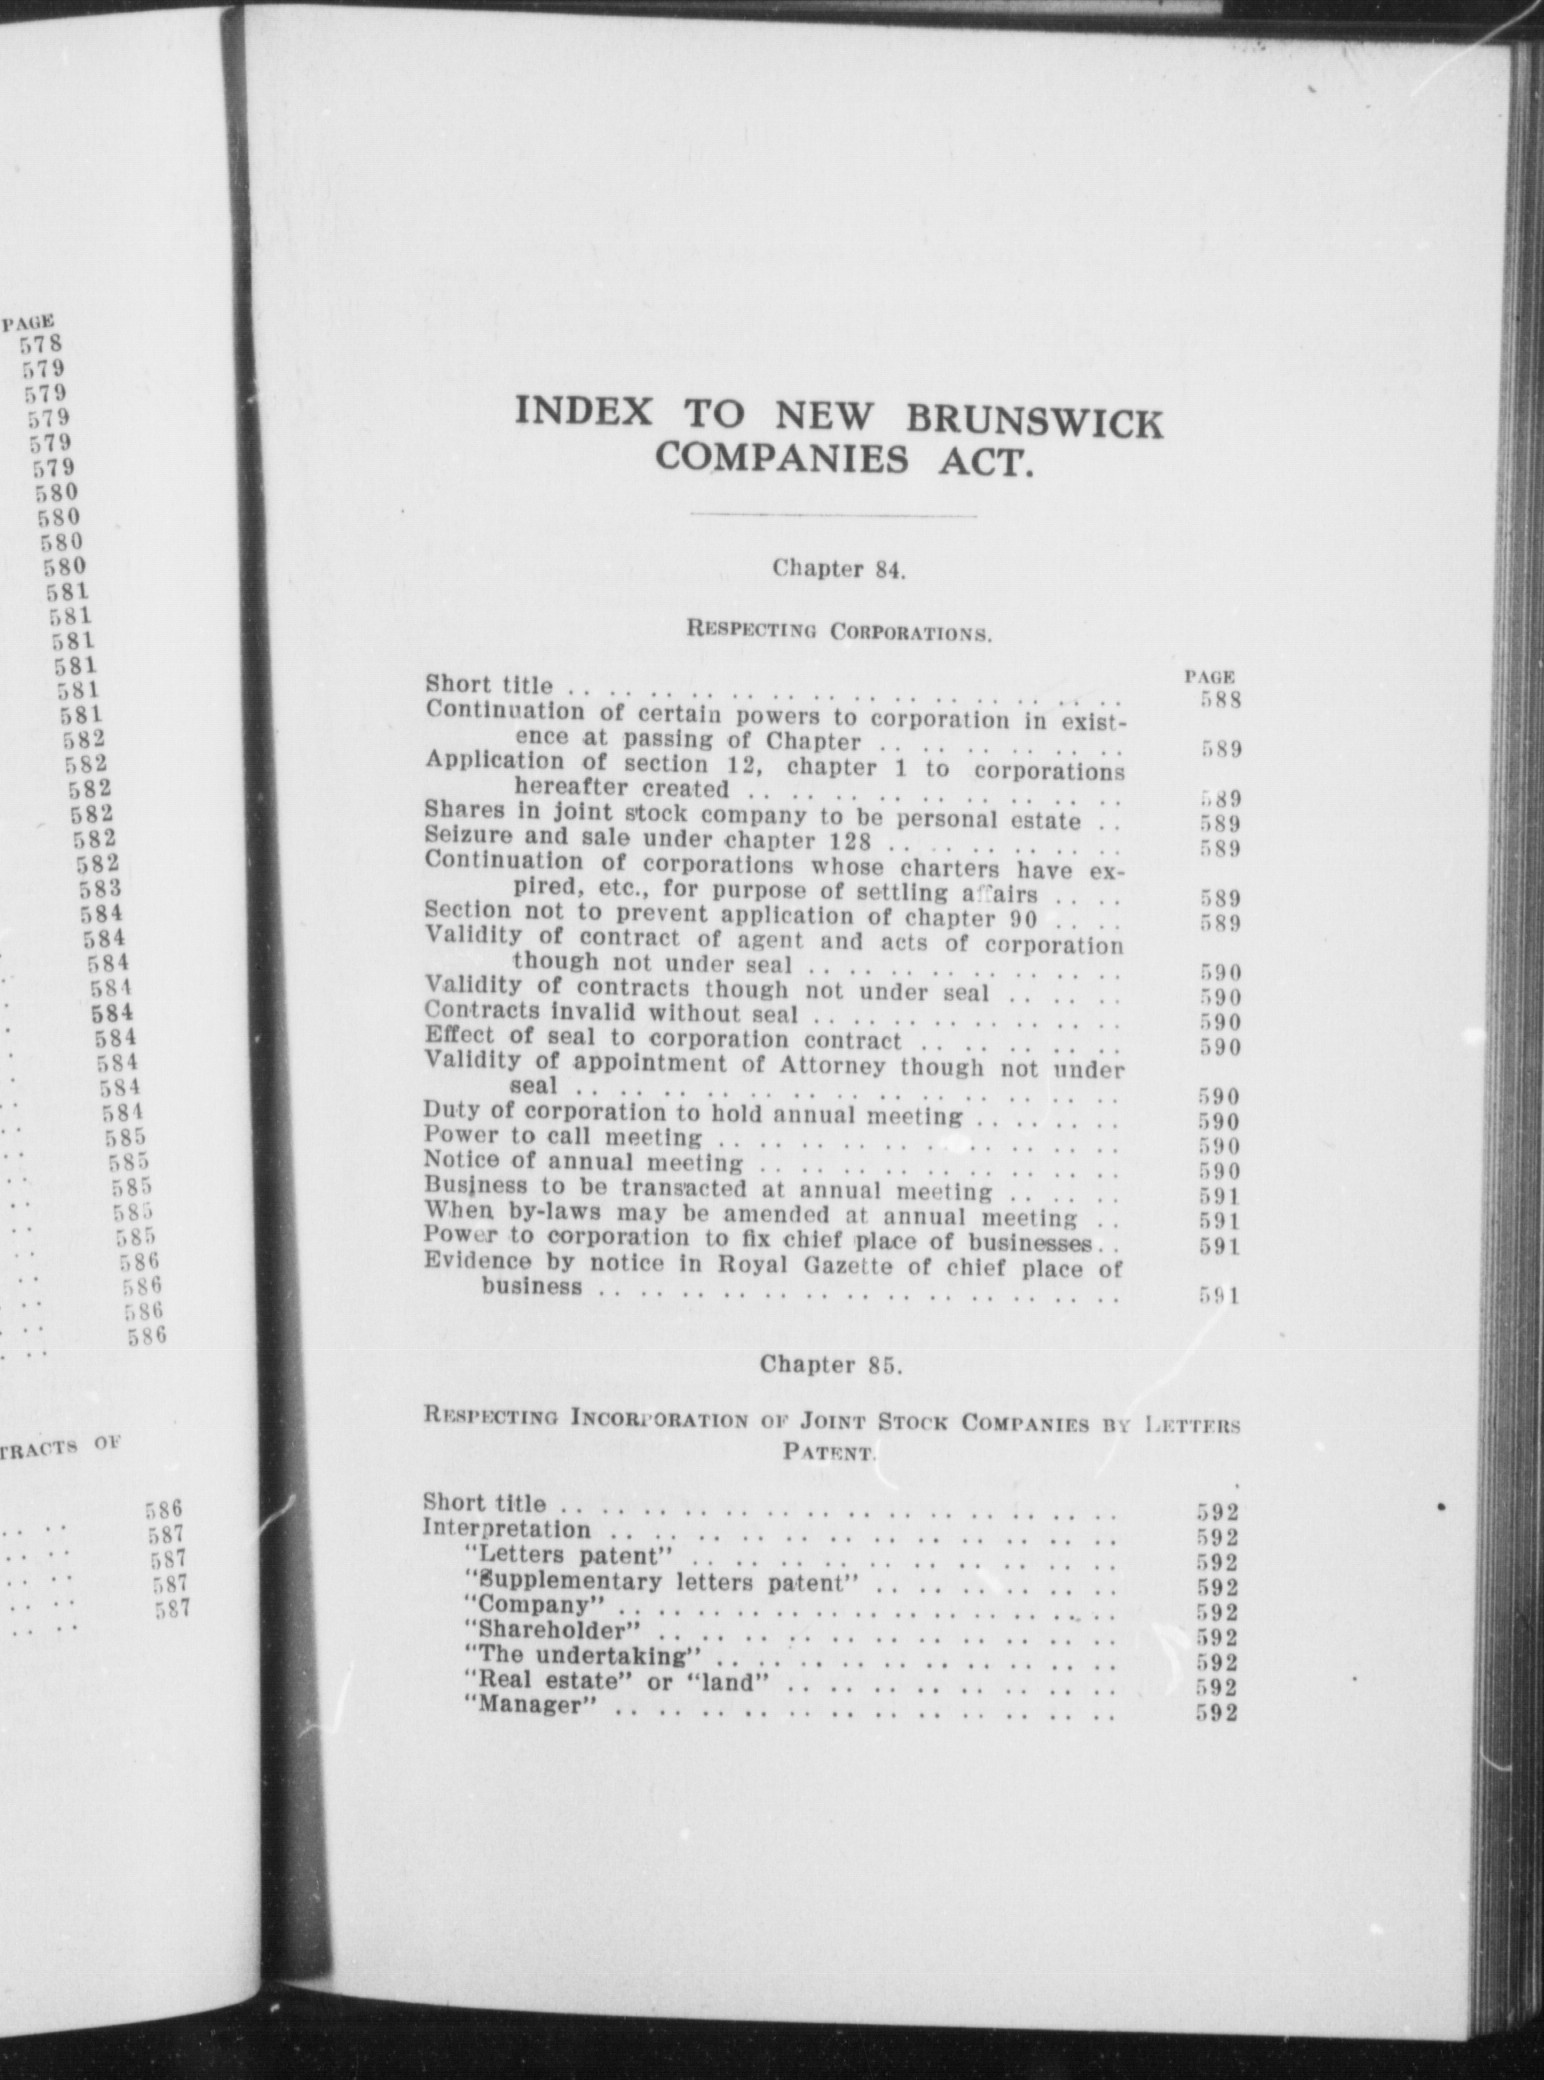 PAGE
578
579
579
579
579
579
580
580
580
580
581
581
581
581
581
581
582
582
582
582
582
582
583
584
584
584
584
584
584
584
584
584
585
585
585
585
585
586
586
586
586
TRACTS OF
586
587
587
587
587
INDEX TO NEW BRUNSWICK
COMPANIES ACT.
Chapter 84.
RESPECTING CORPORATIONS.
PAGE
Short title . . . . . . . . . . . . . . . . . . . . 588
Continuation of certain powers to corporation in exist-
ence at passing of Chapter . . . . . . . . . . 589
Application of section 12, chapter 1 to corporations
hereafter created . . . . . . . . . . . . . . 589
Shares in joint stock company to be personal estate . . 589
Seizure and sale under chapter 128 . . . . . . . . . . 589
Continuation of corporations whose charters have ex-
pired, etc., for purpose of settling affairs . . . . 589
Section not to prevent application of chapter 90 . . . . 589
Validity of contract of agent and acts of corporation
though not under seal . . . . . . . . . . . . 590
Validity of contracts though not under seal . . . . . . 590
Contracts invalid without seal . . . . . . . . . . . . 590
Effect of seal to corporation contract . . . . . . . . 590
Validity of appointment of Attorney though not under
seal . . . . . . . . . . . . . . . . . . . . 590
Duty of corporation to hold annual meeting . . . . . . 590
Power to call meeting . . . . . . . . . . . . . . . . 590
Notice of annual meeting . . . . . . . . . . . . . . 590
Business to be transacted at annual meeting . . . . . . 591
When by-laws may be amended at annual meeting . . 591
Power to corporation to fix chief place of businesses . . 591
Evidence by notice in Royal Gazette of chief place of
business . . . . . . . . . . . . . . . . . . 591
Chapter 85.
RESPECTING INCORPORATION OF JOINT STOCK COMPANIES BY LETTERS
PATENT.
Short title . . . . . . . . . . . . . . . . . . . . 592
Interpretation . . . . . . . . . . . . . . . . . . 592
"Letters patent" . . . . . . . . . . . . . . . . 592
"Supplementary letters patent" . . . . . . . . . . 592
"Company" . . . . . . . . . . . . . . . . . . 592
"Shareholder" . . . . . . . . . . . . . . . . 592
"The undertaking" . . . . . . . . . . . . . . 592
"Real estate" or "land" . . . . . . . . . . . . 592
"Manager" . . . . . . . . . . . . . . . . . . 592